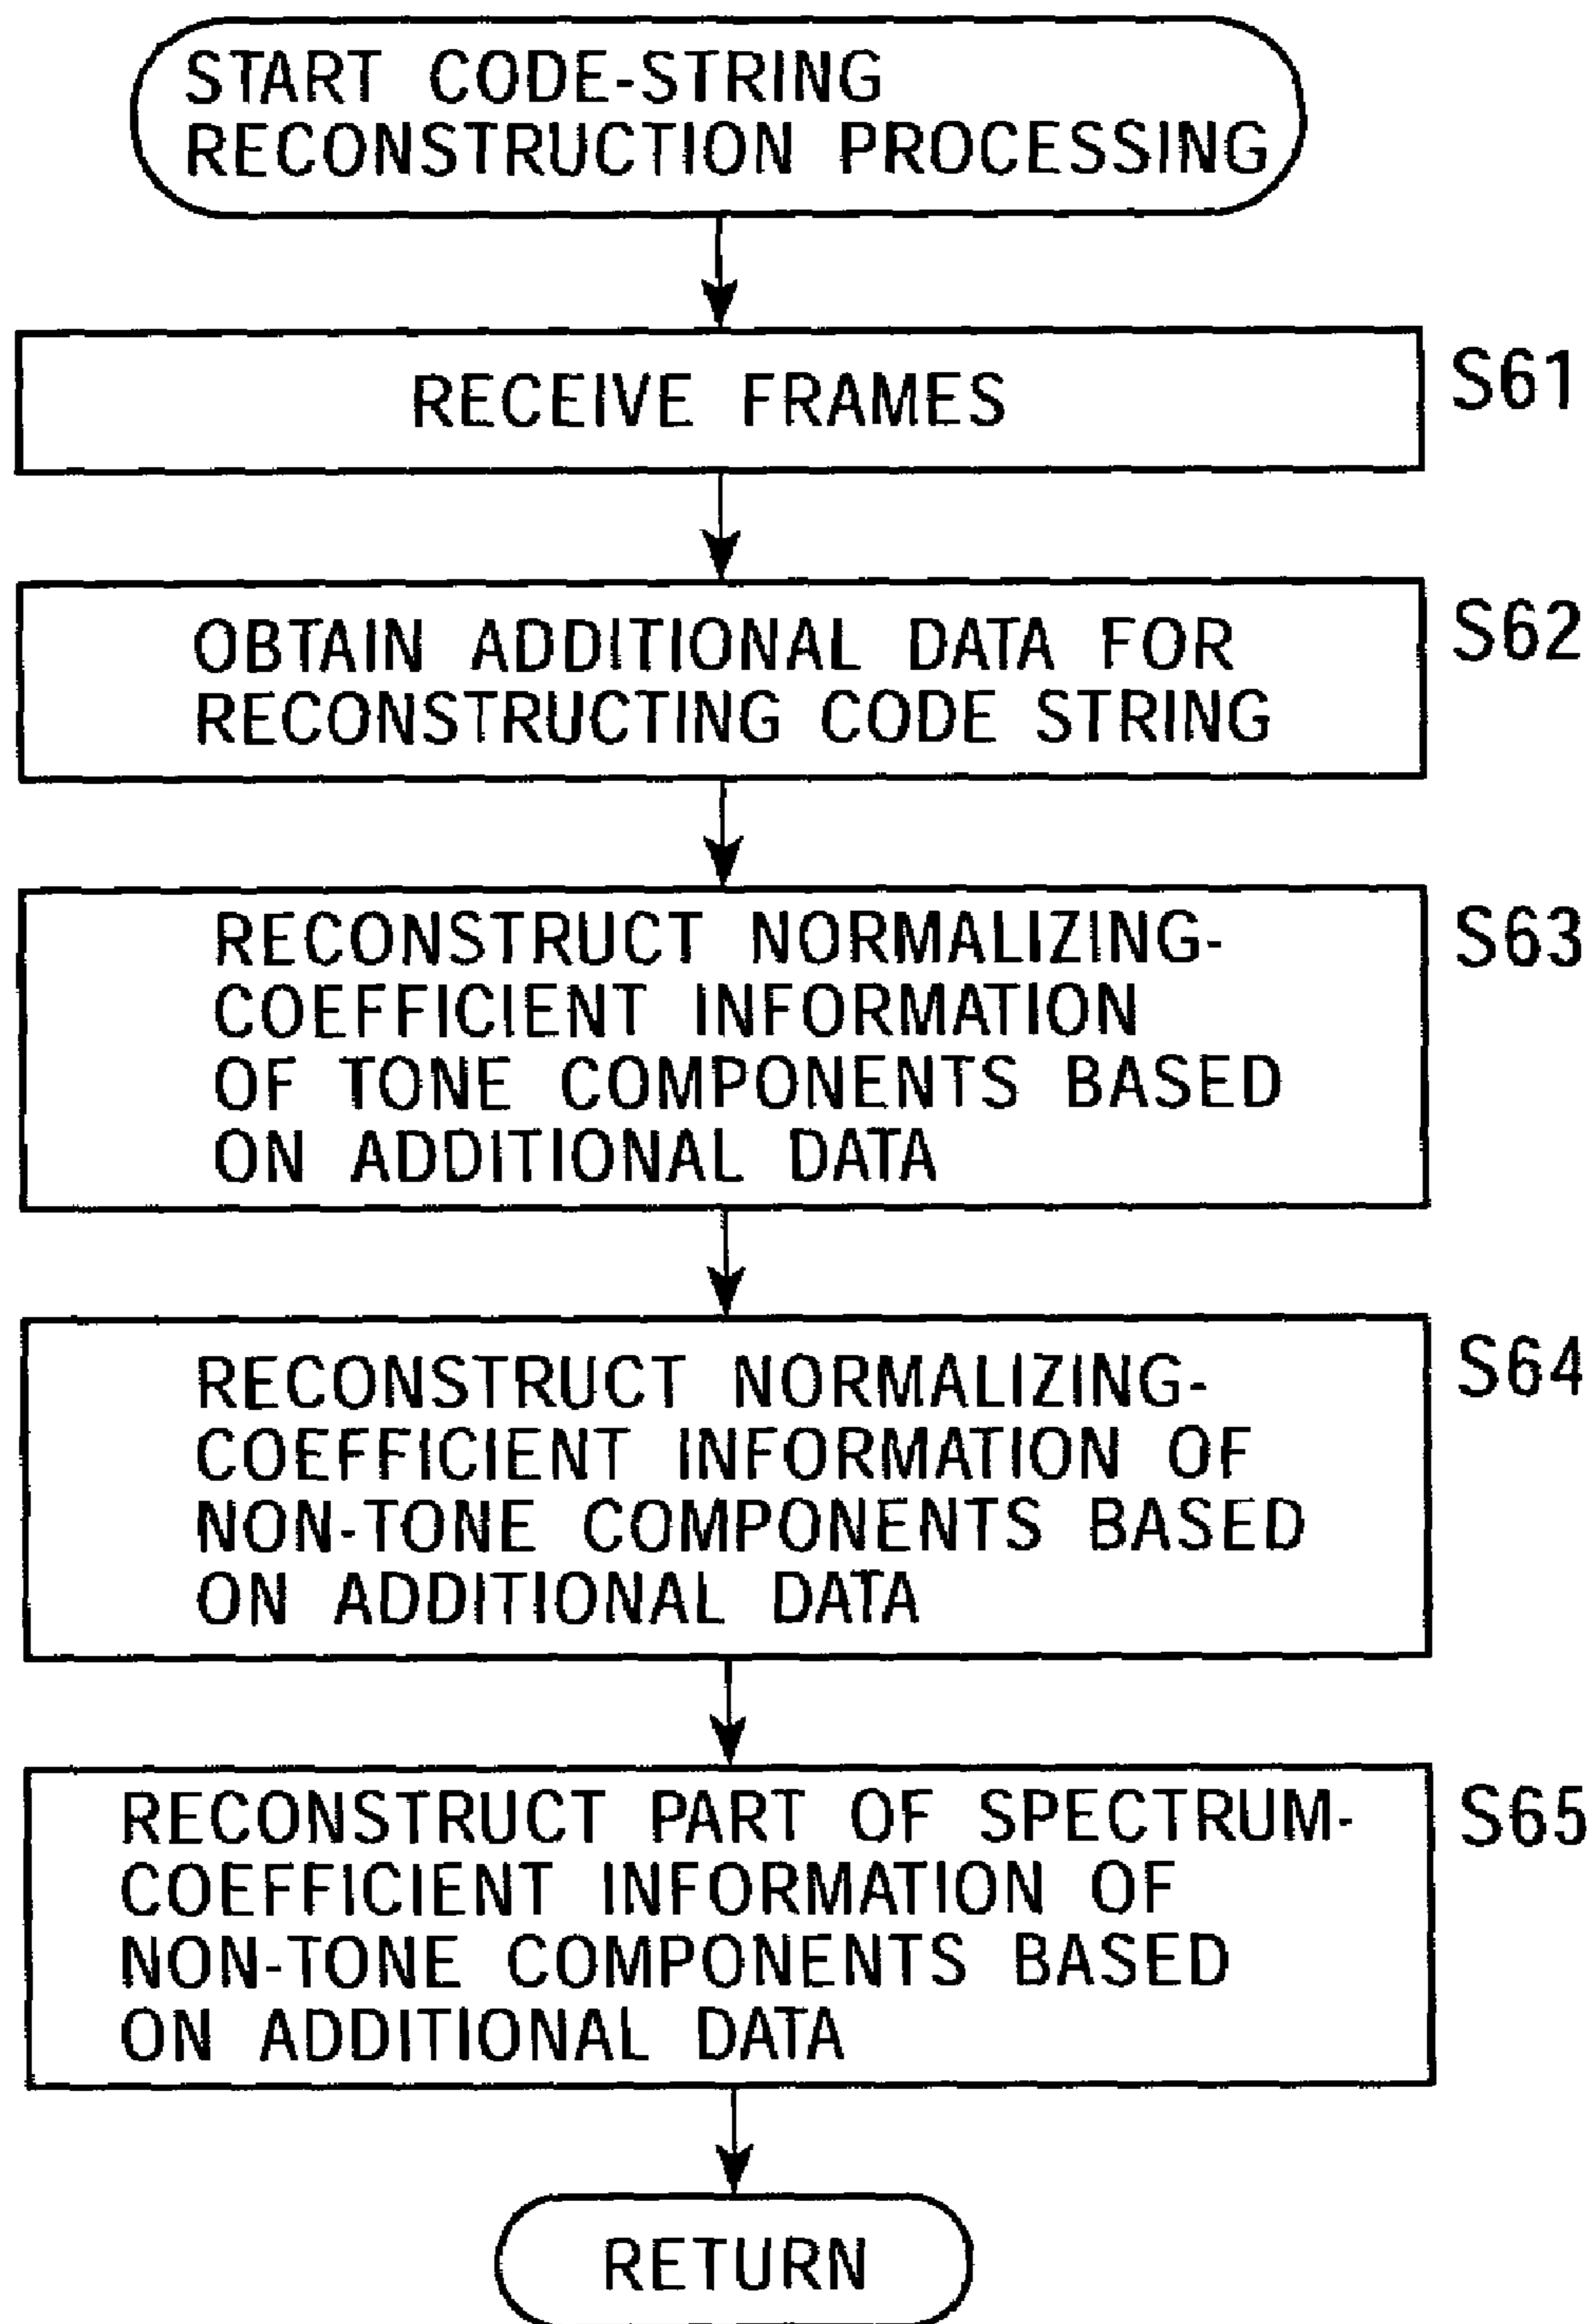 START CODE-STRING
RECONSTRUCTION PROCESSING
RECEIVE FRAMES
S61
OBTAIN ADDITIONAL DATA FOR
RECONSTRUCTING CODE STRING
S62
RECONSTRUCT NORMALIZING-
COEFFICIENT INFORMATION
OF TONE COMPONENTS BASED
ON ADDITIONAL DATA
S63
RECONSTRUCT NORMALIZING-
COEFFICIENT INFORMATION OF
NON-TONE COMPONENTS BASED
ON ADDITIONAL DATA
S64
RECONSTRUCT PART OF SPECTRUM-
COEFFICIENT INFORMATION OF
NON-TONE COMPONENTS BASED
ON ADDITIONAL DATA
S65
RETURN